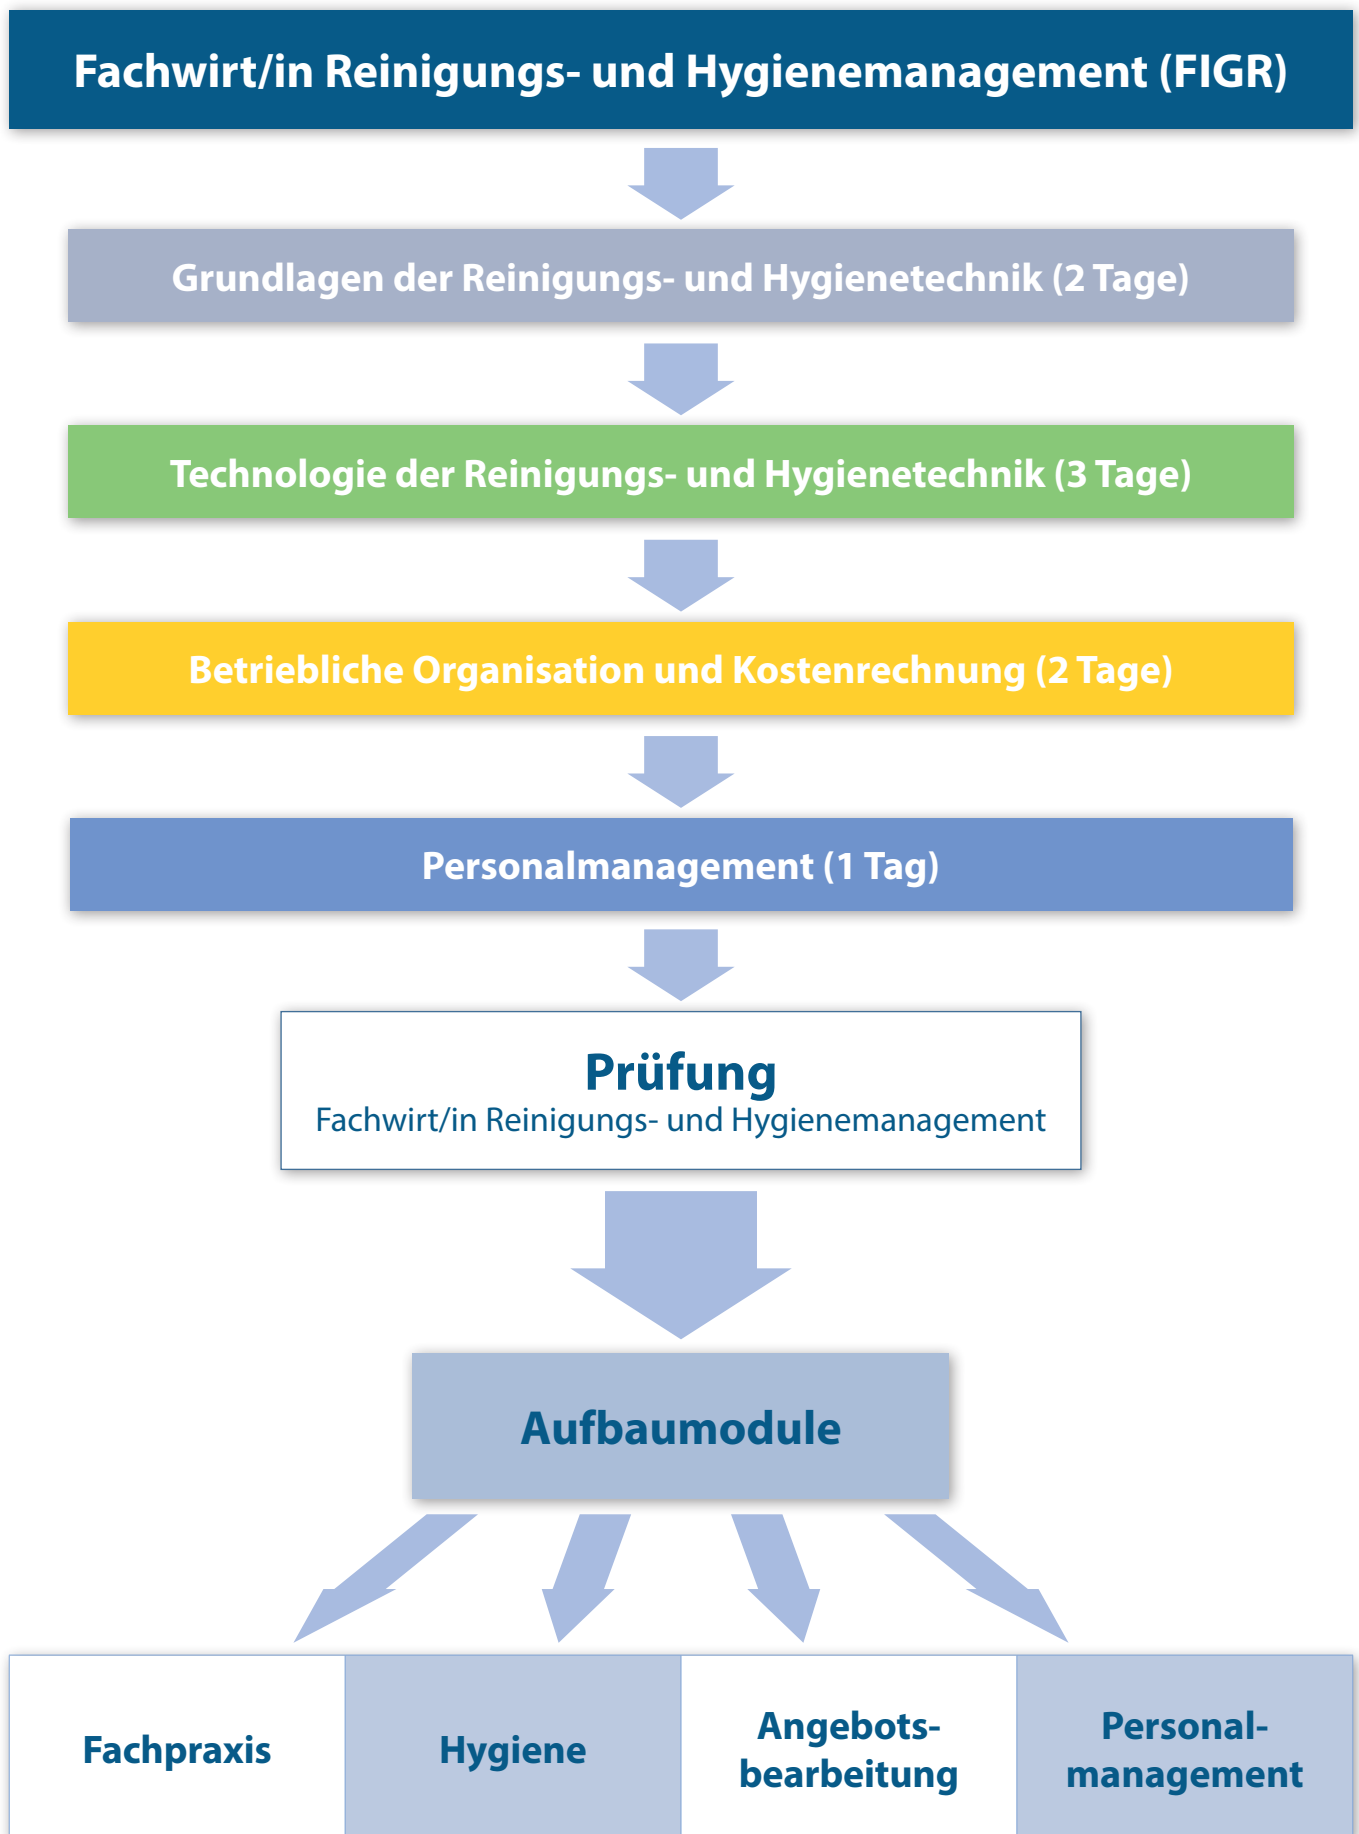 Fachwirt/in Reinigungs- und Hygienemanagement (FIGR)
Grundlagen der Reinigungs- und Hygienetechnik (2 Tage)
Technologie der Reinigungs- und Hygienetechnik (3 Tage)
Betriebliche Organisation und Kostenrechnung (2 Tage)
Personalmanagement (1 Tag)
Prüfung
Fachwirt/in Reinigungs- und Hygienemanagement
Aufbaumodule
Fachpraxis
Hygiene
Angebots-
bearbeitung
Personal-
management